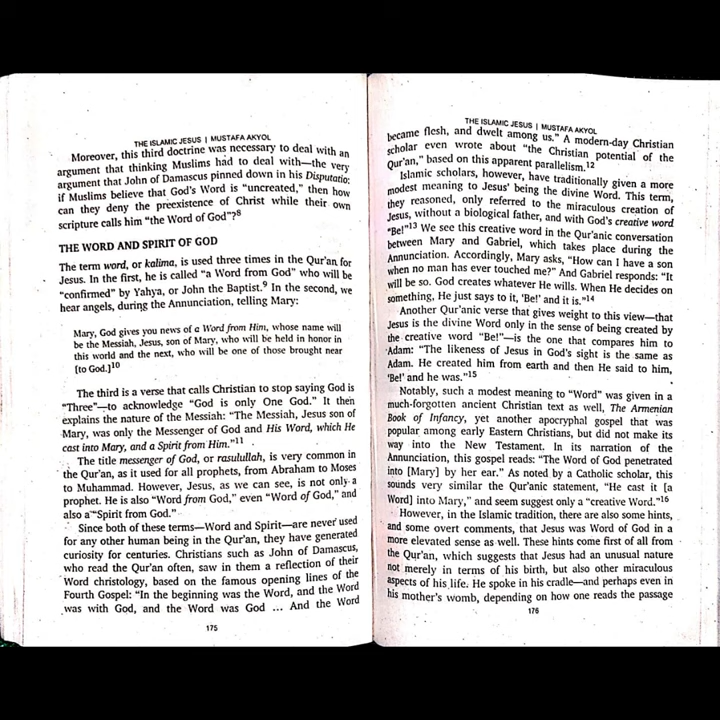 THE ISLAMIC JESUS | MUSTAFA AKYOL
Moreover, this third doctrine was necessary to deal with an
argument that thinking Muslims had to deal with—the very
argument that John of Damascus pinned down in his Disputatio:
if Muslims believe that God's Word is "uncreated," then how
can they deny the preexistence of Christ while their own
scripture calls him "the Word of God"?8
THE WORD AND SPIRIT OF GOD
The term word, or kalima, is used three times in the Qur'an for
Jesus. In the first, he is called "a Word from God" who will be
"confirmed" by Yahya, or John the Baptist.9 In the second, we
hear angels, during the Annunciation, telling Mary:
Mary, God gives you news of a Word from Him, whose name will
be the Messiah, Jesus, son of Mary, who will be held in honor in
this world and the next, who will be one of those brought near
[to God.]10
The third is a verse that calls Christian to stop saying God is
"Three"—to acknowledge "God is only One God." It then
explains the nature of the Messiah: "The Messiah, Jesus son of
Mary, was only the Messenger of God and His Word, which He
cast into Mary, and a Spirit from Him."11
The title messenger of God, or rasulullah, is very common in
the Qur'an, as it used for all prophets, from Abraham to Moses
to Muhammad. However, Jesus, as we can see, is not only a
prophet. He is also "Word from God," even "Word of God," and
also a "Spirit from God."
Since both of these terms—Word and Spirit—are never used
for any other human being in the Qur'an, they have generated
curiosity for centuries. Christians such as John of Damascus,
who read the Qur'an often, saw in them a reflection of their
Word christology, based on the famous opening lines of the
Fourth Gospel: "In the beginning was the Word, and the Word
was with God, and the Word was God ... And the Word
175
THE ISLAMIC JESUS | MUSTAFA AKYOL
became flesh, and dwelt among us." A modern-day Christian
scholar even wrote about "the Christian potential of the
Qur'an," based on this apparent parallelism.12
Islamic scholars, however, have traditionally given a more
modest meaning to Jesus' being the divine Word. This term,
they reasoned, only referred to the miraculous creation of
Jesus, without a biological father, and with God's creative word
"Be!"13 We see this creative word in the Qur'anic conversation
between Mary and Gabriel, which takes place during the
Annunciation. Accordingly, Mary asks, "How can I have a son
when no man has ever touched me?" And Gabriel responds: "It
will be so. God creates whatever He wills. When He decides on
something, He just says to it, 'Be!' and it is."14
Another Qur'anic verse that gives weight to this view—that
Jesus is the divine Word only in the sense of being created by
the creative word "Be!"—is the one that compares him to
Adam: "The likeness of Jesus in God's sight is the same as
Adam. He created him from earth and then He said to him,
'Be!' and he was."15
Notably, such a modest meaning to "Word" was given in a
much-forgotten ancient Christian text as well, The Armenian
Book of Infancy, yet another apocryphal gospel that was
popular among early Eastern Christians, but did not make its
way into the New Testament. In its narration of the
Annunciation, this gospel reads: "The Word of God penetrated
into [Mary] by her ear." As noted by a Catholic scholar, this
sounds very similar the Qur'anic statement, "He cast it [a
Word] into Mary," and seem suggest only a "creative Word."16
However, in the Islamic tradition, there are also some hints,
and some overt comments, that Jesus was Word of God in a
more elevated sense as well. These hints come first of all from
the Qur'an, which suggests that Jesus had an unusual nature
not merely in terms of his birth, but also other miraculous
aspects of his life. He spoke in his cradle—and perhaps even in
his mother's womb, depending on how one reads the passage
176